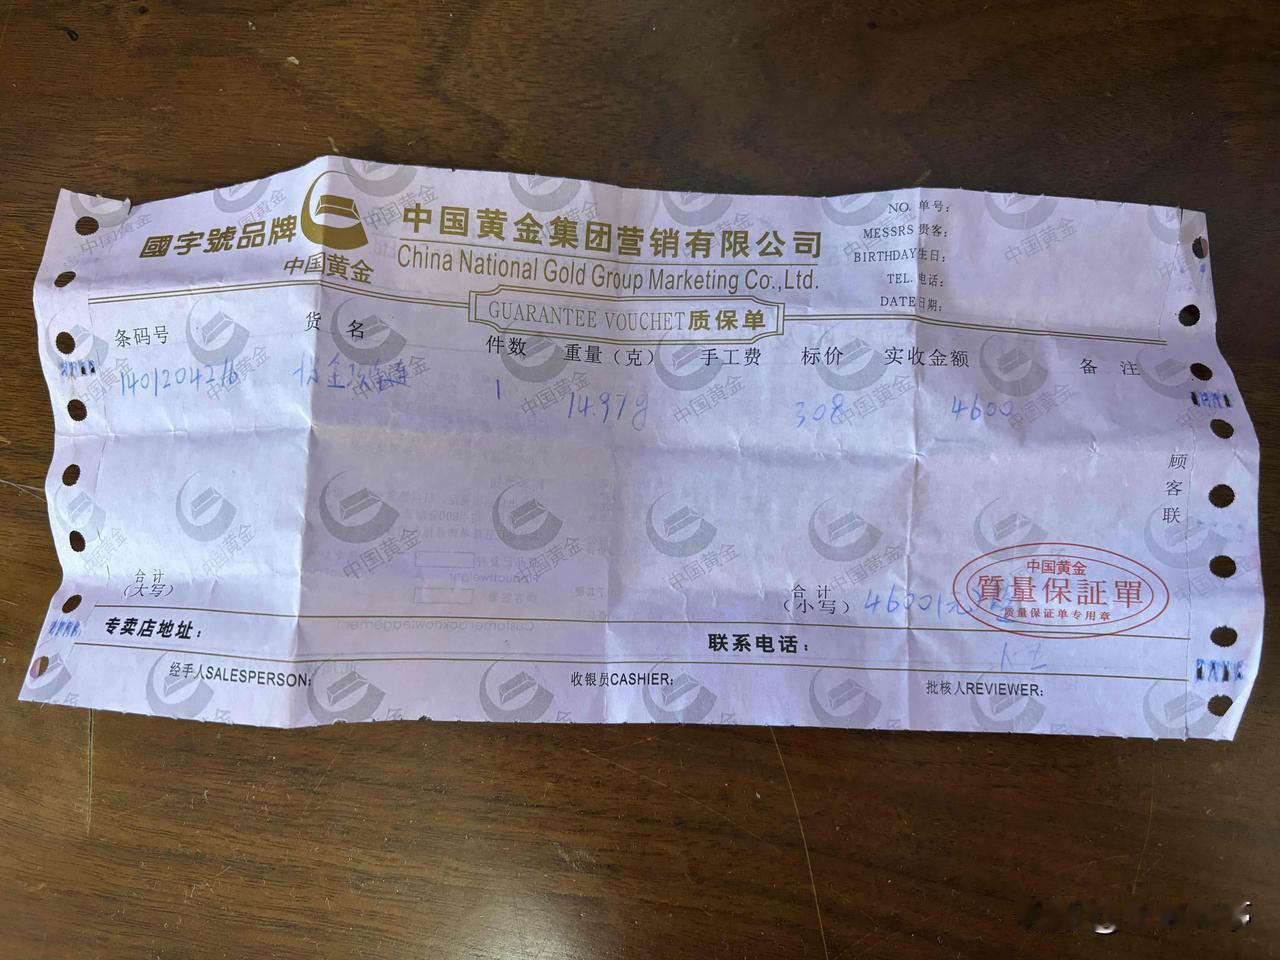 國字號品牌
中国黄金
中国黄金集团营销有限公司
China National Gold Group Marketing Co.,Ltd.
GUARANTEE VOUCHET 质保单
NO. 单号:
MESSRS 贵客:
BIRTHDAY 生日:
TEL. 电话:
DATE 日期:
条码号 货名 件数 重量（克） 手工费 标价 实收金额 备注
1401204216 金项链 1 14.97g 308 4600
顾客联
合计（大写） 合计（小写） 4600
中国黄金
質量保証單
质量保证单专用章
专卖店地址： 联系电话：
经手人SALESPERSON: 收银员CASHIER: 批核人REVIEWER: